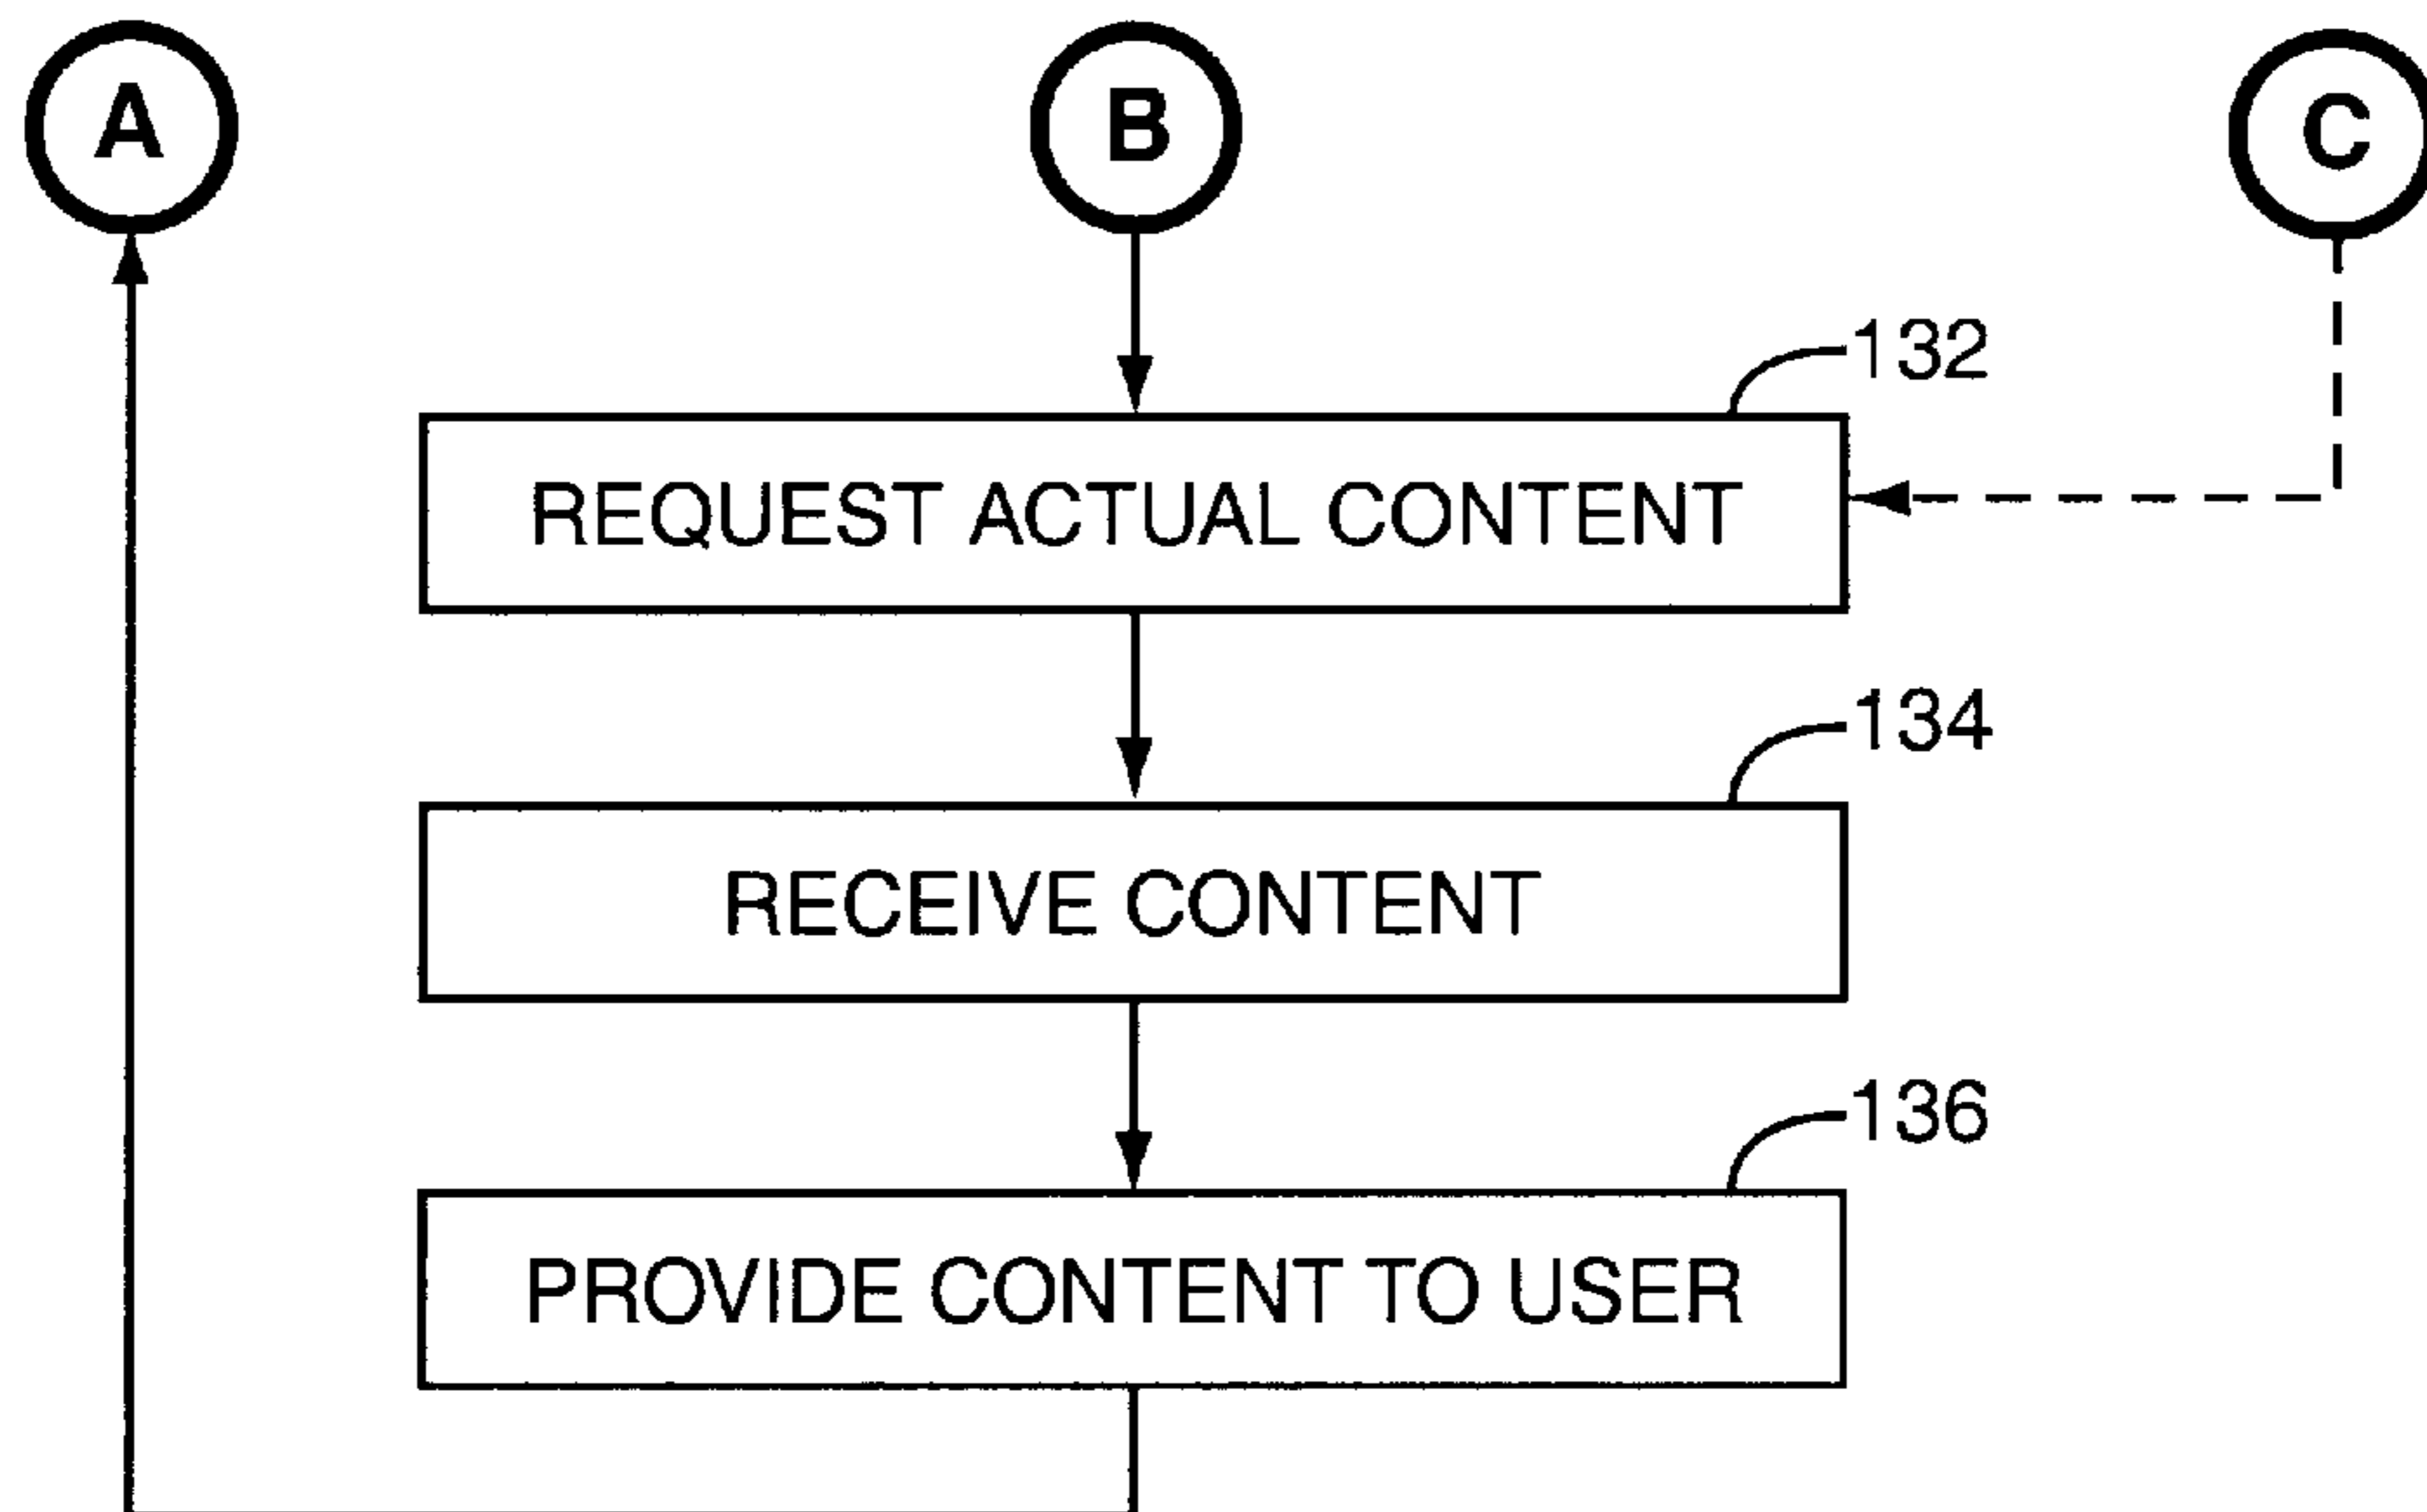 A
B
C
132
REQUEST ACTUAL CONTENT
134
RECEIVE CONTENT
136
PROVIDE CONTENT TO USER